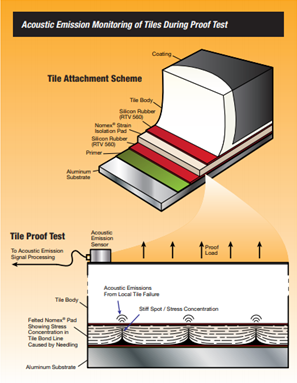 Acoustic Emission Monitoring of Tiles During Proof Test
Coating
Tile Attachment Scheme
Tile Body
Silicon Rubber
(RTV 560)
Nomex® Strain
Isolation Pad
Silicon Rubber
(RTV 560)
Primer
Aluminum
Substrate
Tile Proof Test
To Acoustic Emission
Signal Processing
Acoustic
Emission
Sensor
Proof
Load
Acoustic Emissions
From Local Tile Failure
Tile Body
Stiff Spot / Stress Concentration
Felted Nomex® Pad
Showing Stress
Concentration in
Tile Bond Line
Caused by Needling
Aluminum Substrate